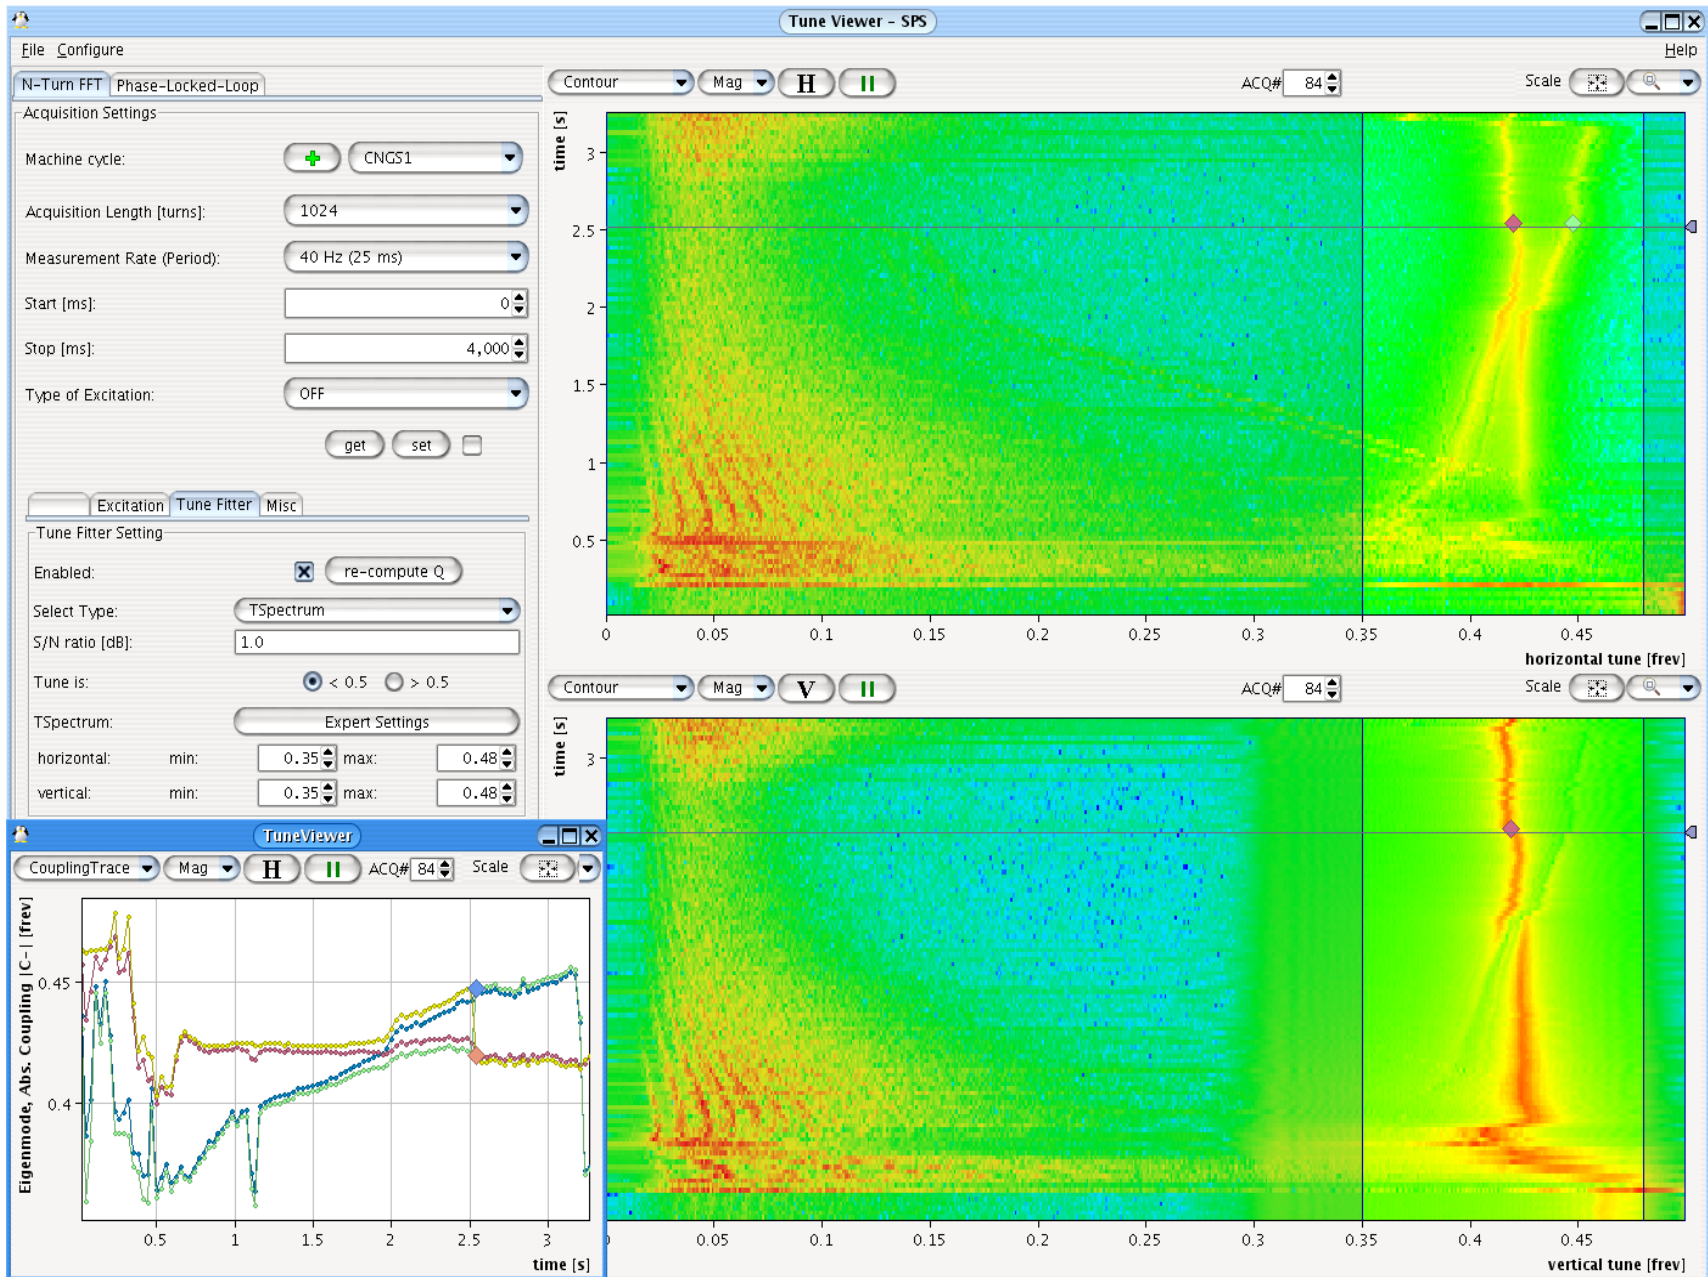 Tune Viewer - SPS
File Configure Help
N-Turn FFT Phase-Locked-Loop
Acquisition Settings
Machine cycle: CNGS1
Acquisition Length [turns]: 1024
Measurement Rate (Period): 40 Hz (25 ms)
Start [ms]: 0
Stop [ms]: 4,000
Type of Excitation: OFF
get set
Excitation Tune Fitter Misc
Tune Fitter Setting
Enabled: re-compute Q
Select Type: TSpectrum
S/N ratio [dB]: 1.0
Tune is: < 0.5 > 0.5
TSpectrum: Expert Settings
horizontal: min: 0.35 max: 0.48
vertical: min: 0.35 max: 0.48
Contour Mag H ACQ# 84 Scale
time [s]
3
2.5
2
1.5
1
0.5
0 0.05 0.1 0.15 0.2 0.25 0.3 0.35 0.4 0.45
horizontal tune [frev]
Contour Mag V ACQ# 84 Scale
time [s]
3
0.05 0.1 0.15 0.2 0.25 0.3 0.35 0.4 0.45
vertical tune [frev]
TuneViewer
CouplingTrace Mag H ACQ# 84 Scale
Eigenmode, Abs. Coupling |C- | [frev]
0.45
0.4
0.5 1 1.5 2 2.5 3
time [s]